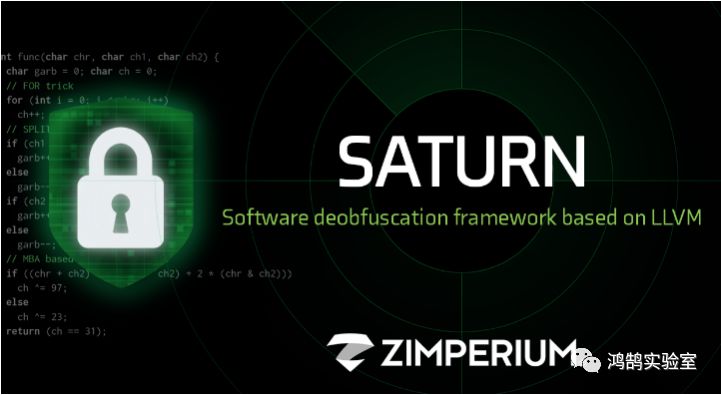 nt func(char chr, char ch1, char ch2) {
char garb = 0; char ch = 0;
// FOR trick
for (int i = 0; i
i++)
ch++;
// SPLIT
if (ch1
garb++
else
garb--
if (ch2
garb++
else
garb--;
// MBA based
if ((chr + ch2) ch2) + 2 * (chr & ch2)))
ch ^= 97;
else
ch ^= 23;
return (ch == 31);
SATURN
Software deobfuscation framework based on LLVM
ZIMPERIUM
鸿鹄实验室